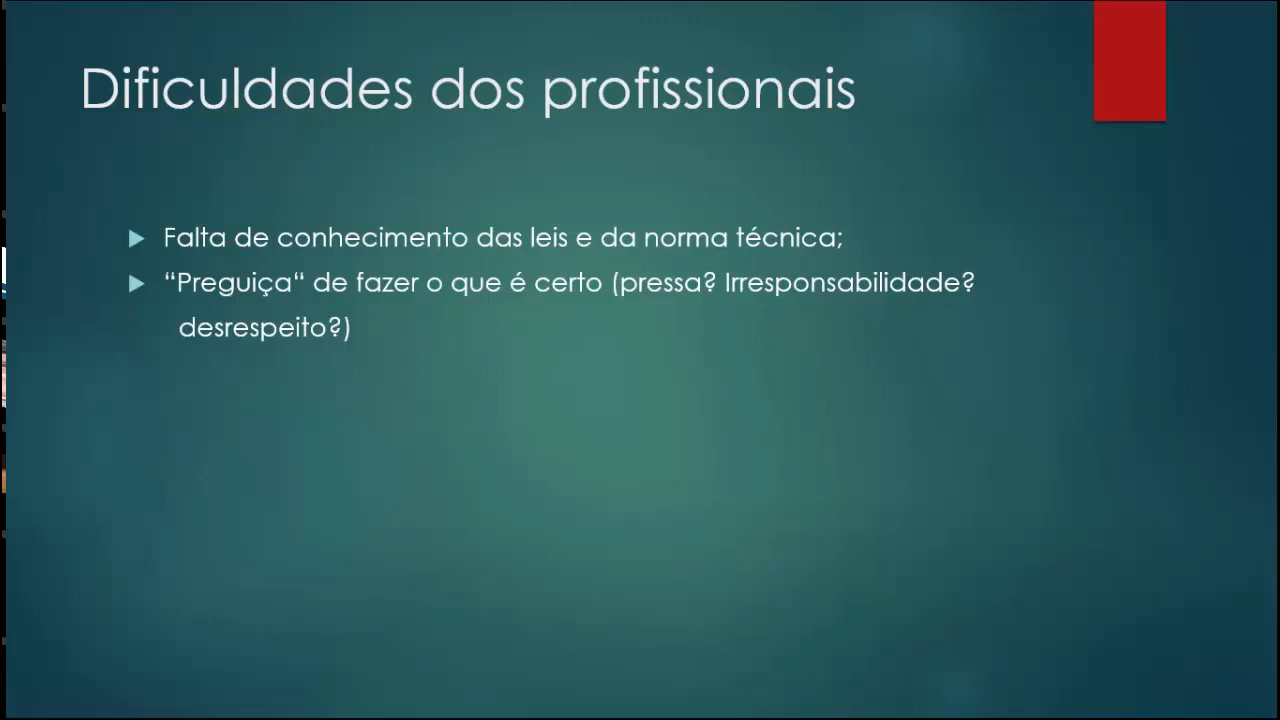 Dificuldades dos profissionais
Falta de conhecimento das leis e da norma técnica;
“Preguiça“ de fazer o que é certo (pressa? Irresponsabilidade?
desrespeito?)